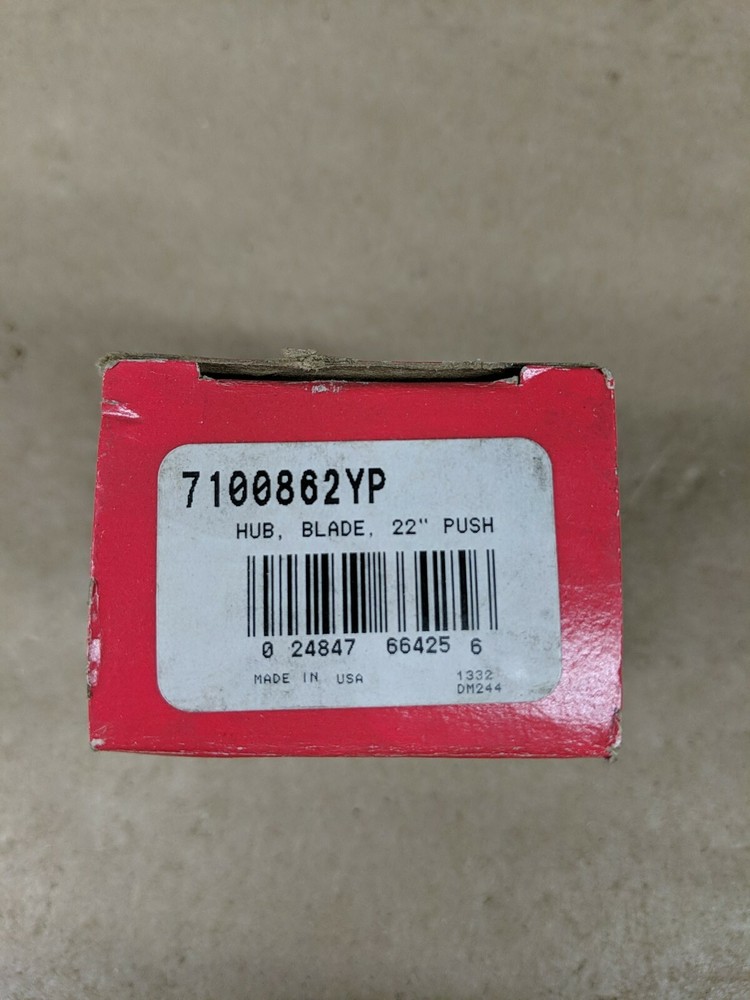 7100862YP
HUB, BLADE, 22" PUSH
0 24847 66425 6
MADE IN USA 1332
DM244